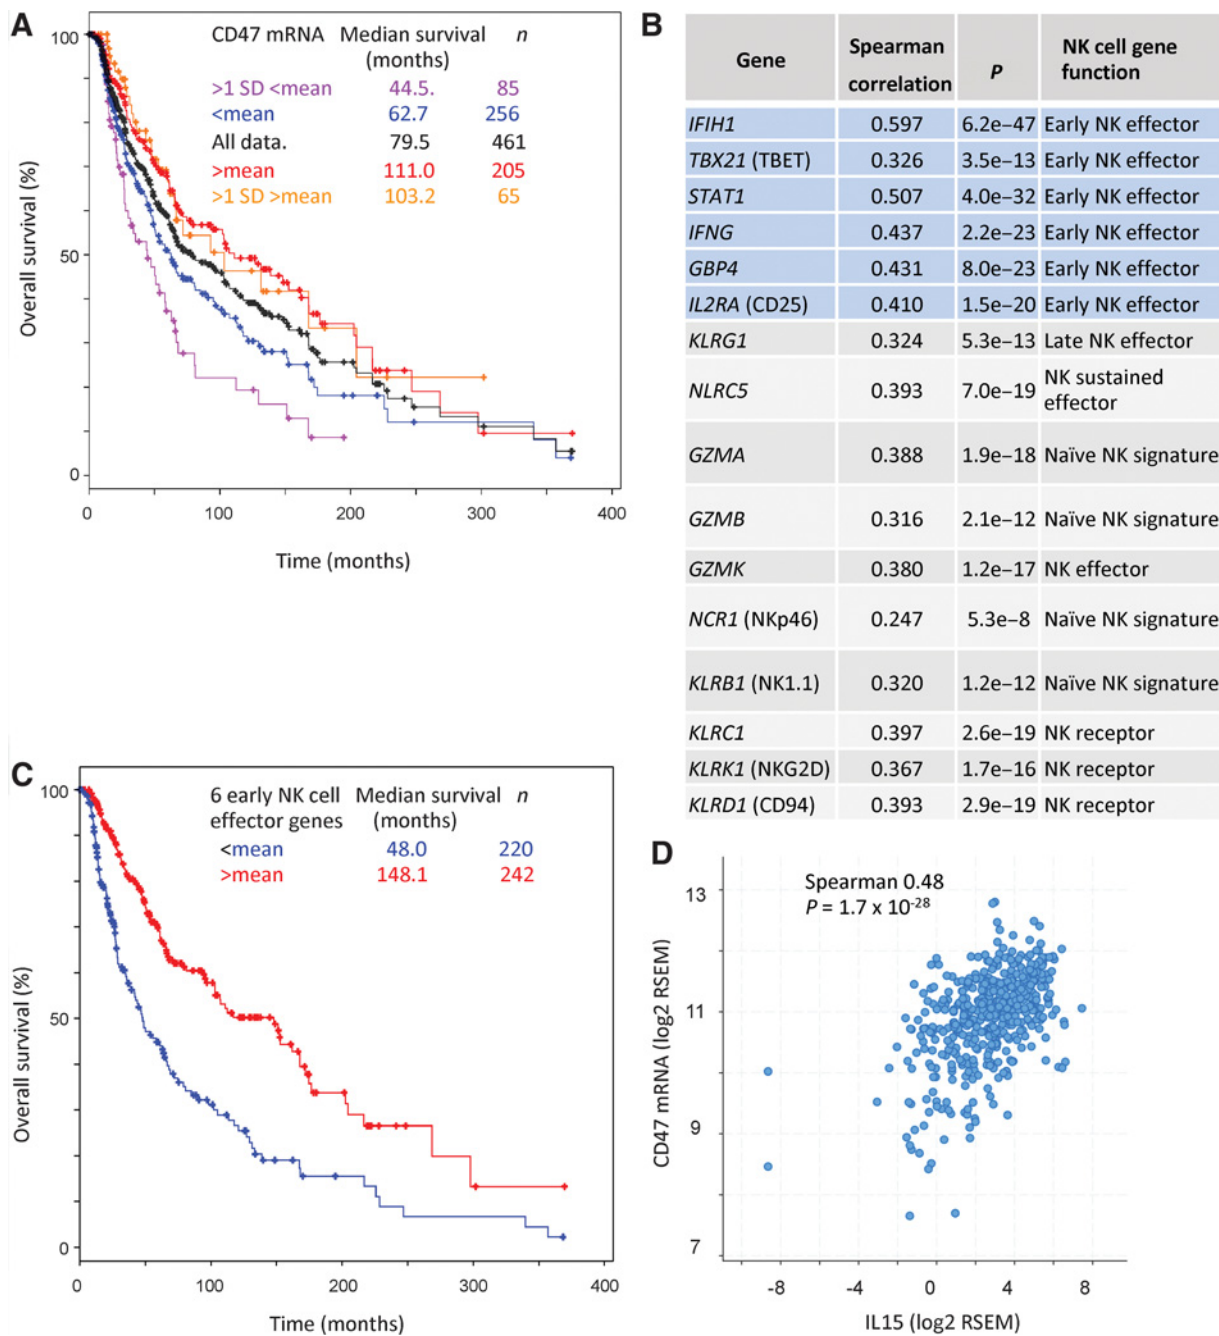 A
CD47 mRNA Median survival n
(months)
>1 SD <mean 44.5. 85
<mean 62.7 256
All data. 79.5 461
>mean 111.0 205
>1 SD >mean 103.2 65
100
50
0
Overall survival (%)
0 100 200 300 400
Time (months)
B
Gene Spearman correlation P NK cell gene function
IFIH1 0.597 6.2e−47 Early NK effector
TBX21 (TBET) 0.326 3.5e−13 Early NK effector
STAT1 0.507 4.0e−32 Early NK effector
IFNG 0.437 2.2e−23 Early NK effector
GBP4 0.431 8.0e−23 Early NK effector
IL2RA (CD25) 0.410 1.5e−20 Early NK effector
KLRG1 0.324 5.3e−13 Late NK effector
NLRC5 0.393 7.0e−19 NK sustained effector
GZMA 0.388 1.9e−18 Naïve NK signature
GZMB 0.316 2.1e−12 Naïve NK signature
GZMK 0.380 1.2e−17 NK effector
NCR1 (NKp46) 0.247 5.3e−8 Naïve NK signature
KLRB1 (NK1.1) 0.320 1.2e−12 Naïve NK signature
KLRC1 0.397 2.6e−19 NK receptor
KLRK1 (NKG2D) 0.367 1.7e−16 NK receptor
KLRD1 (CD94) 0.393 2.9e−19 NK receptor
C
6 early NK cell Median survival n
effector genes (months)
<mean 48.0 220
>mean 148.1 242
100
50
0
Overall survival (%)
0 100 200 300 400
Time (months)
D
Spearman 0.48
P = 1.7 x 10⁻²⁸
13
11
9
7
CD47 mRNA (log2 RSEM)
-8 -4 0 4 8
IL15 (log2 RSEM)